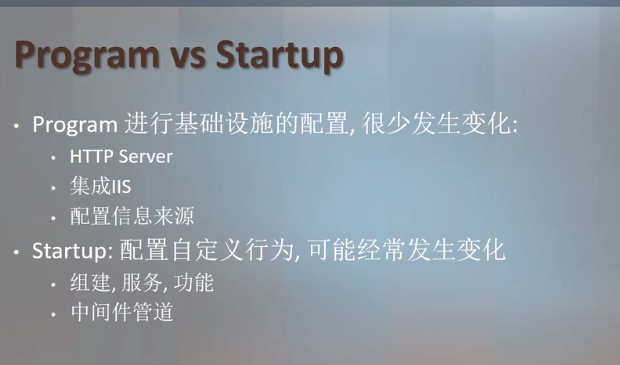 Program vs Startup
• Program 进行基础设施的配置, 很少发生变化:
• HTTP Server
• 集成IIS
• 配置信息来源
• Startup: 配置自定义行为, 可能经常发生变化
• 组建, 服务, 功能
• 中间件管道